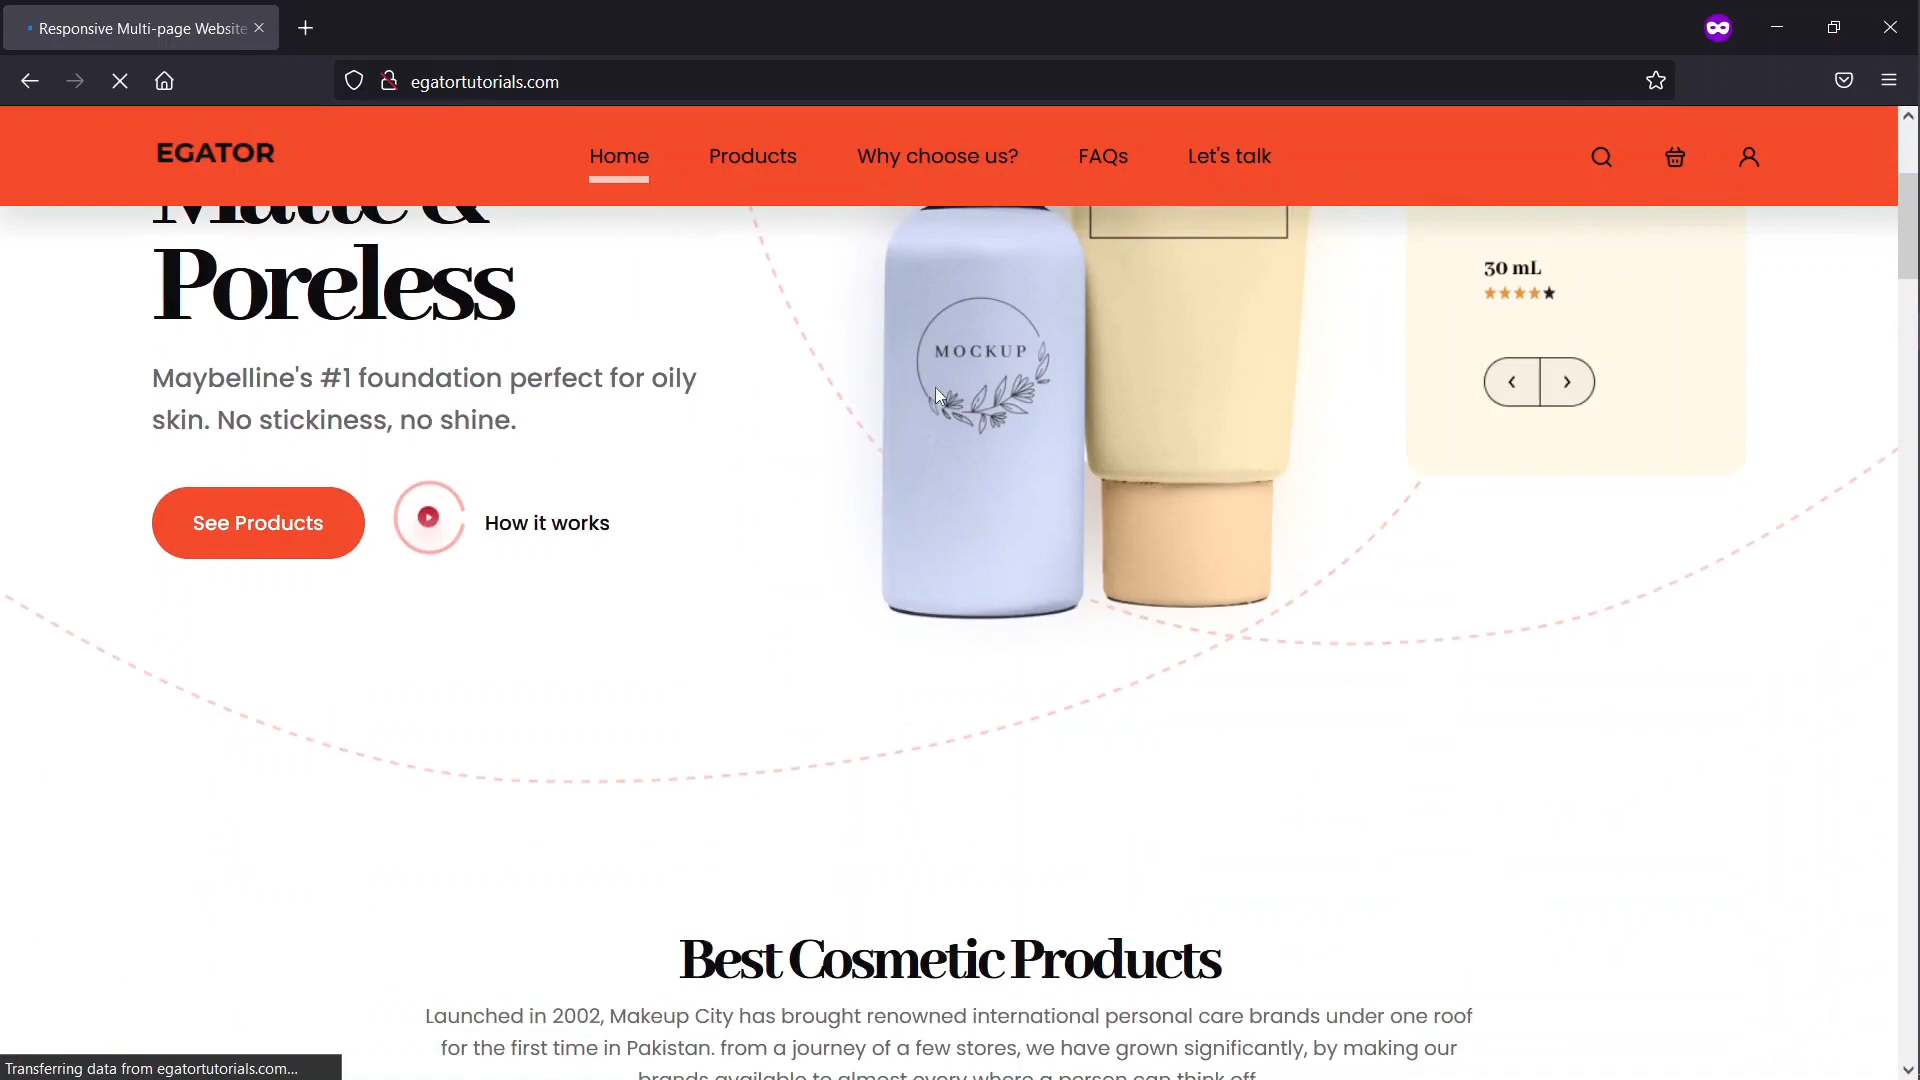 Responsive Multi-page Website
egatortutorials.com
EGATOR
Home
Products
Why choose us?
FAQs
Let's talk
Matte &
Poreless
Maybelline's #1 foundation perfect for oily
skin. No stickiness, no shine.
See Products
How it works
MOCKUP
30 mL
Best Cosmetic Products
Launched in 2002, Makeup City has brought renowned international personal care brands under one roof
for the first time in Pakistan. from a journey of a few stores, we have grown significantly, by making our
brands available to almost every where a person can think off
Transferring data from egatortutorials.com...